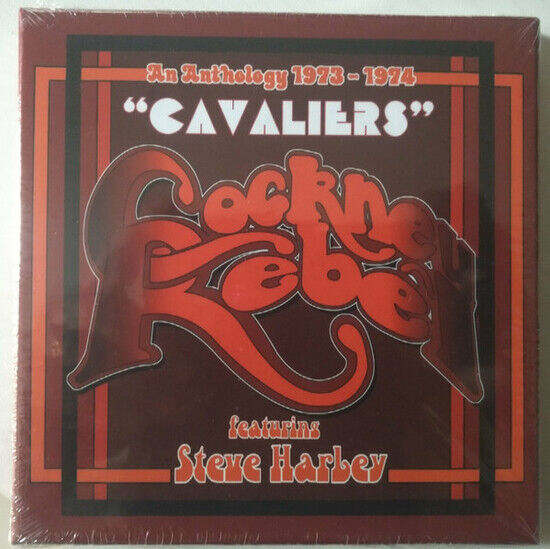 An Anthology 1973 - 1974
“CAVALIERS”
Cockney
Rebel
featuring
Steve Harley